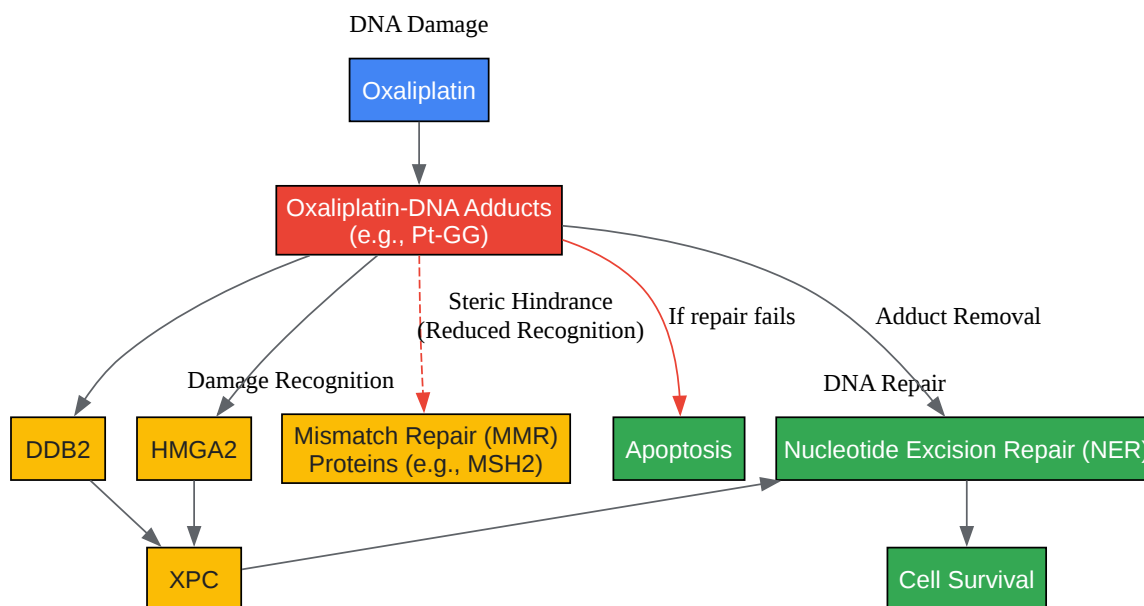 DNA Damage
Oxaliplatin
Oxaliplatin-DNA Adducts
(e.g., Pt-GG)
Steric Hindrance
(Reduced Recognition)
If repair fails
Adduct Removal
Damage Recognition
DNA Repair
DDB2
HMGA2
Mismatch Repair (MMR)
Proteins (e.g., MSH2)
Apoptosis
Nucleotide Excision Repair (NER)
XPC
Cell Survival